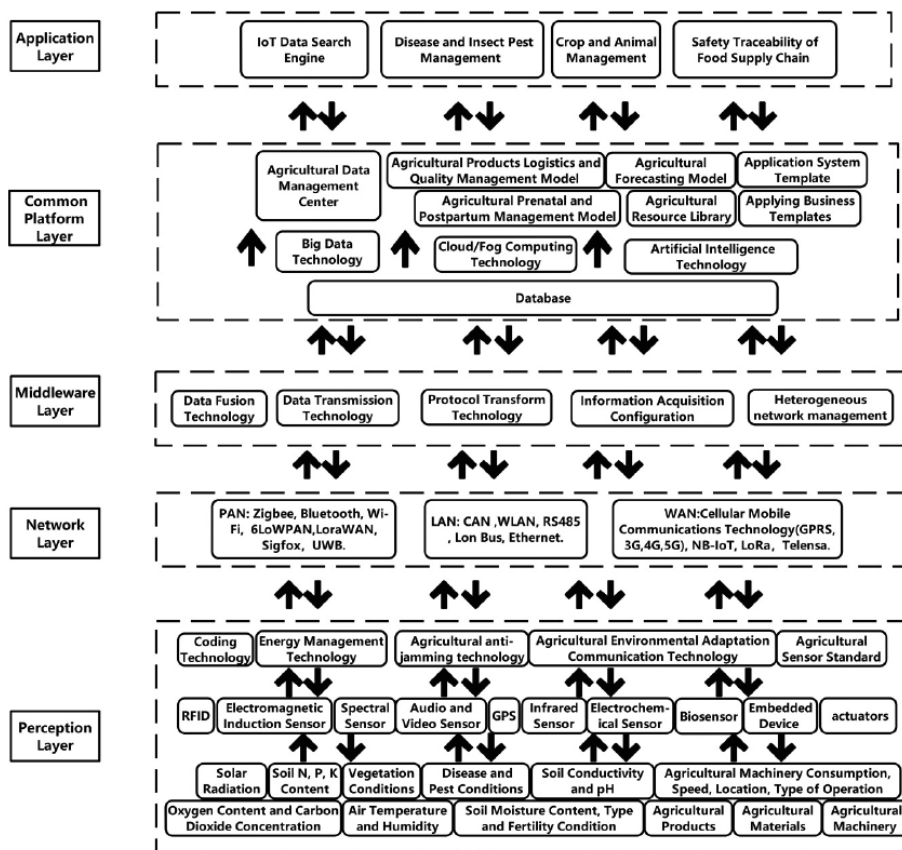 Application
Layer
IoT Data Search
Engine
Disease and Insect Pest
Management
Crop and Animal
Management
Safety Traceability of
Food Supply Chain
Common
Platform
Layer
Agricultural Data
Management
Center
Agricultural Products Logistics and
Quality Management Model
Agricultural
Forecasting Model
Application System
Template
Agricultural Prenatal and
Postpartum Management Model
Agricultural
Resource Library
Applying Business
Templates
Big Data
Technology
Cloud/Fog Computing
Technology
Artificial Intelligence
Technology
Database
Middleware
Layer
Data Fusion
Technology
Data Transmission
Technology
Protocol Transform
Technology
Information Acquisition
Configuration
Heterogeneous
network management
Network
Layer
PAN: Zigbee, Bluetooth, Wi-
Fi, 6LoWPAN,LoraWAN,
Sigfox, UWB.
LAN: CAN ,WLAN, RS485
, Lon Bus, Ethernet.
WAN:Cellular Mobile
Communications Technology(GPRS,
3G,4G,5G), NB-IoT, LoRa, Telensa.
Perception
Layer
Coding
Technology
Energy Management
Technology
Agricultural anti-
jamming technology
Agricultural Environmental Adaptation
Communication Technology
Agricultural
Sensor Standard
RFID
Electromagnetic
Induction Sensor
Spectral
Sensor
Audio and
Video Sensor
GPS
Infrared
Sensor
Electrochem-
ical Sensor
Biosensor
Embedded
Device
actuators
Solar
Radiation
Soil N, P, K
Content
Vegetation
Conditions
Disease and
Pest Conditions
Soil Conductivity
and pH
Agricultural Machinery Consumption,
Speed, Location, Type of Operation
Oxygen Content and Carbon
Dioxide Concentration
Air Temperature
and Humidity
Soil Moisture Content, Type
and Fertility Condition
Agricultural
Products
Agricultural
Materials
Agricultural
Machinery